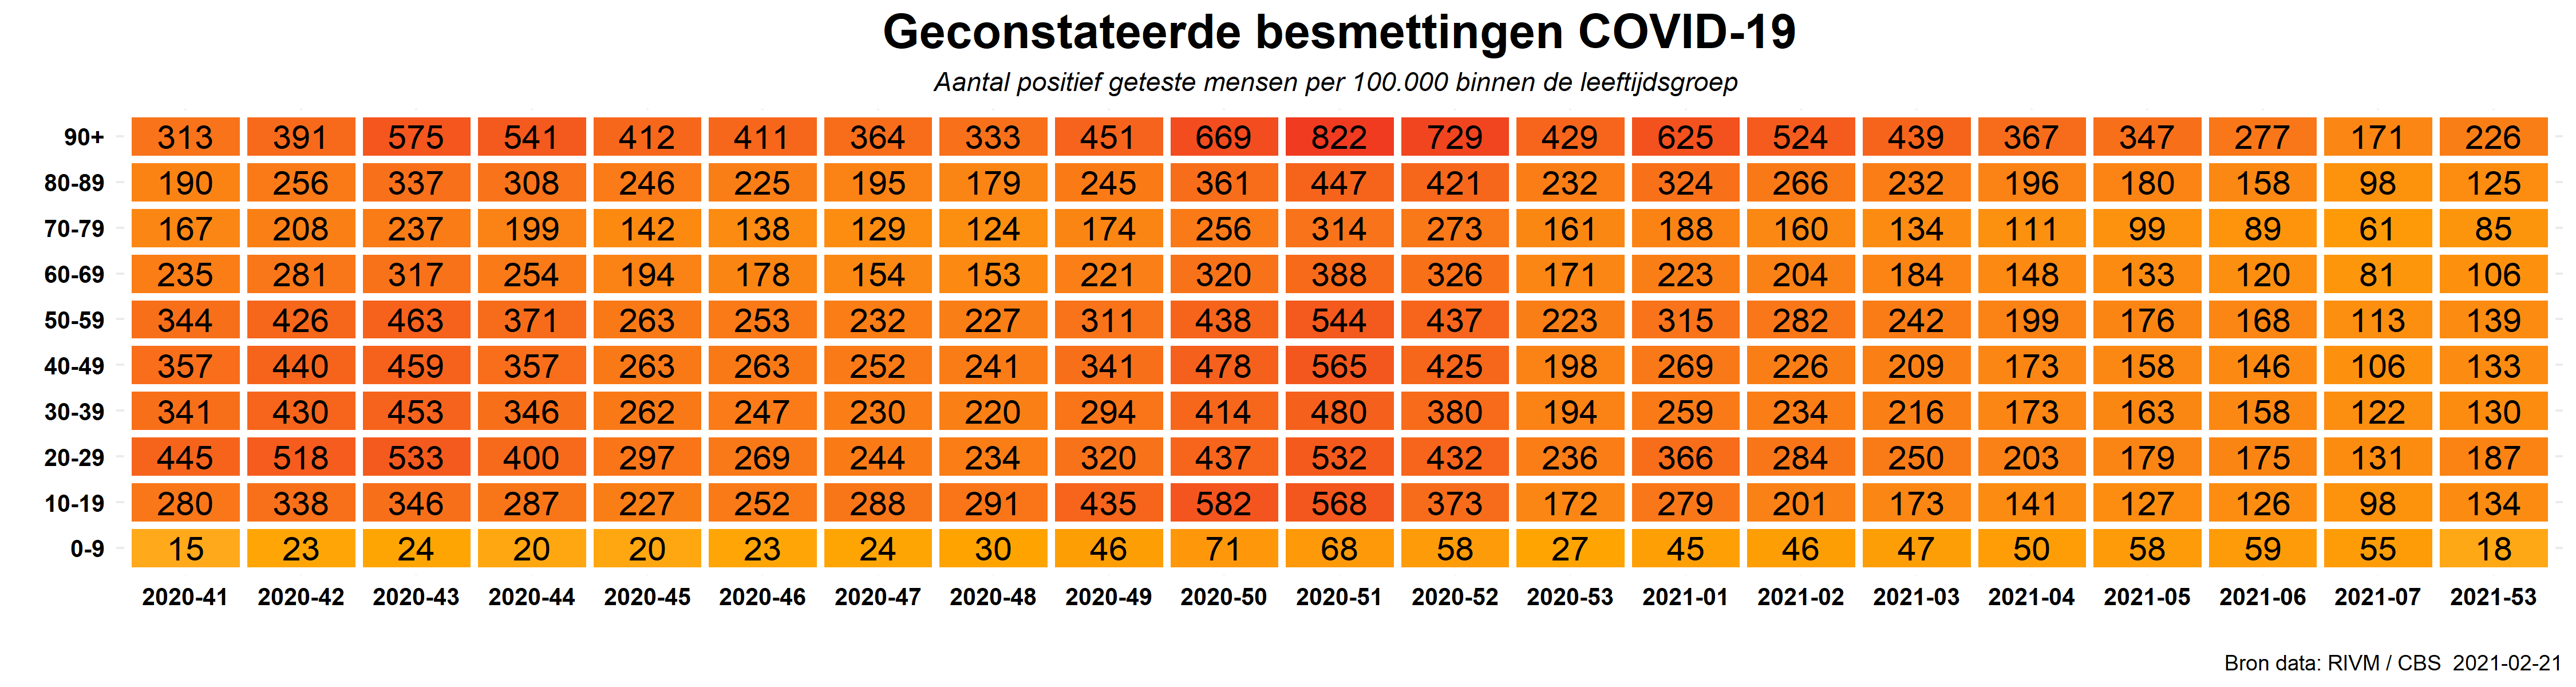 Geconstateerde besmettingen COVID-19
Aantal positief geteste mensen per 100.000 binnen de leeftijdsgroep
90+ 313 391 575 541 412 411 364 333 451 669 822 729 429 625 524 439 367 347 277 171 226
80-89 190 256 337 308 246 225 195 179 245 361 447 421 232 324 266 232 196 180 158 98 125
70-79 167 208 237 199 142 138 129 124 174 256 314 273 161 188 160 134 111 99 89 61 85
60-69 235 281 317 254 194 178 154 153 221 320 388 326 171 223 204 184 148 133 120 81 106
50-59 344 426 463 371 263 253 232 227 311 438 544 437 223 315 282 242 199 176 168 113 139
40-49 357 440 459 357 263 263 252 241 341 478 565 425 198 269 226 209 173 158 146 106 133
30-39 341 430 453 346 262 247 230 220 294 414 480 380 194 259 234 216 173 163 158 122 130
20-29 445 518 533 400 297 269 244 234 320 437 532 432 236 366 284 250 203 179 175 131 187
10-19 280 338 346 287 227 252 288 291 435 582 568 373 172 279 201 173 141 127 126 98 134
0-9 15 23 24 20 20 23 24 30 46 71 68 58 27 45 46 47 50 58 59 55 18
2020-41 2020-42 2020-43 2020-44 2020-45 2020-46 2020-47 2020-48 2020-49 2020-50 2020-51 2020-52 2020-53 2021-01 2021-02 2021-03 2021-04 2021-05 2021-06 2021-07 2021-53
Bron data: RIVM / CBS 2021-02-21